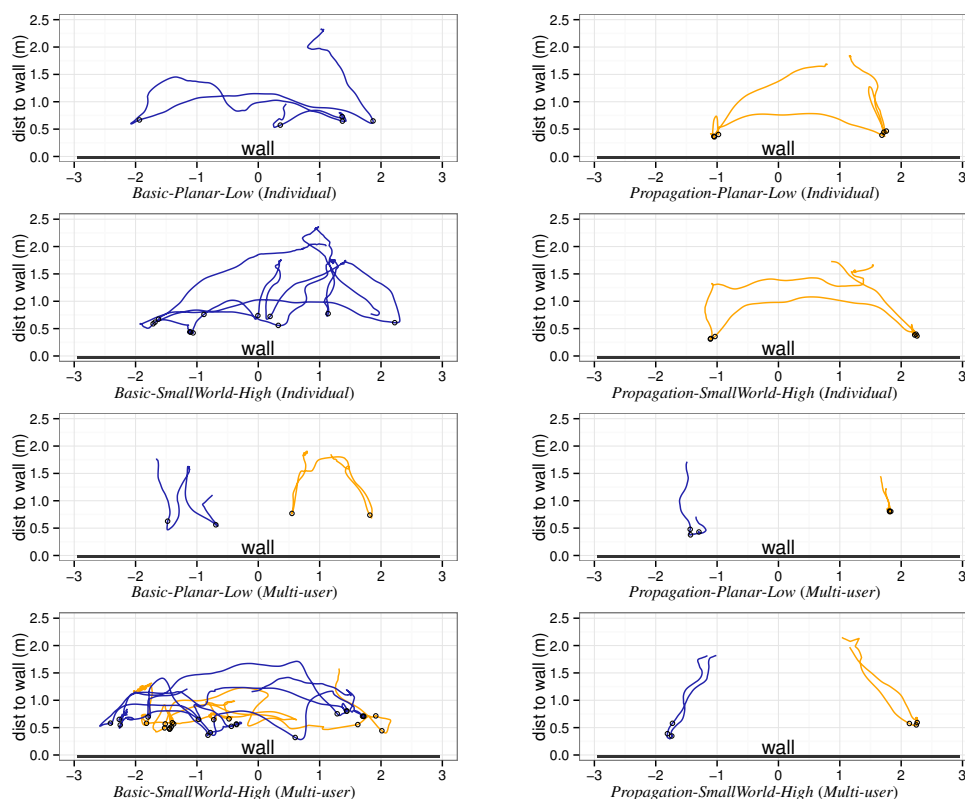 2.5
2.0
1.5
1.0
0.5
0.0
dist to wall (m)
wall
−3 −2 −1 0 1 2 3
Basic-Planar-Low (Individual)
2.5
2.0
1.5
1.0
0.5
0.0
dist to wall (m)
wall
−3 −2 −1 0 1 2 3
Propagation-Planar-Low (Individual)
2.5
2.0
1.5
1.0
0.5
0.0
dist to wall (m)
wall
−3 −2 −1 0 1 2 3
Basic-SmallWorld-High (Individual)
2.5
2.0
1.5
1.0
0.5
0.0
dist to wall (m)
wall
−3 −2 −1 0 1 2 3
Propagation-SmallWorld-High (Individual)
2.5
2.0
1.5
1.0
0.5
0.0
dist to wall (m)
wall
−3 −2 −1 0 1 2 3
Basic-Planar-Low (Multi-user)
2.5
2.0
1.5
1.0
0.5
0.0
dist to wall (m)
wall
−3 −2 −1 0 1 2 3
Propagation-Planar-Low (Multi-user)
2.5
2.0
1.5
1.0
0.5
0.0
dist to wall (m)
wall
−3 −2 −1 0 1 2 3
Basic-SmallWorld-High (Multi-user)
2.5
2.0
1.5
1.0
0.5
0.0
dist to wall (m)
wall
−3 −2 −1 0 1 2 3
Propagation-SmallWorld-High (Multi-user)